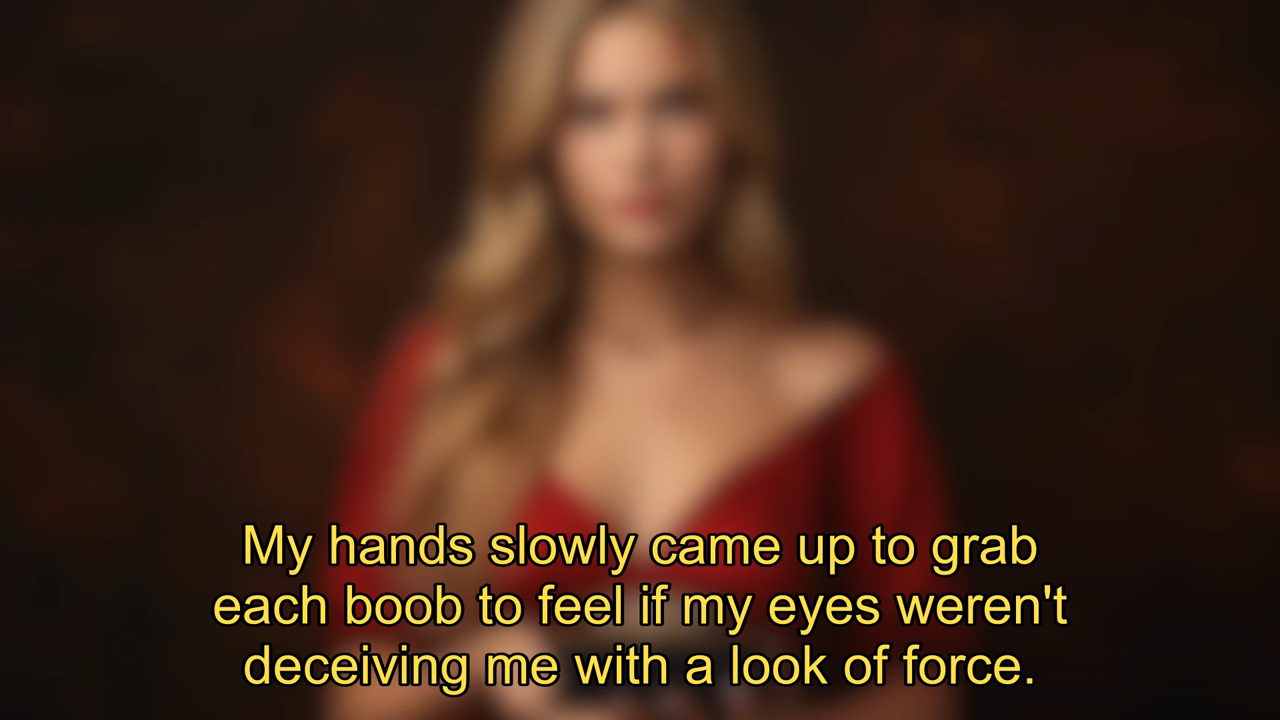 My hands slowly came up to grab
each boob to feel if my eyes weren't
deceiving me with a look of force.